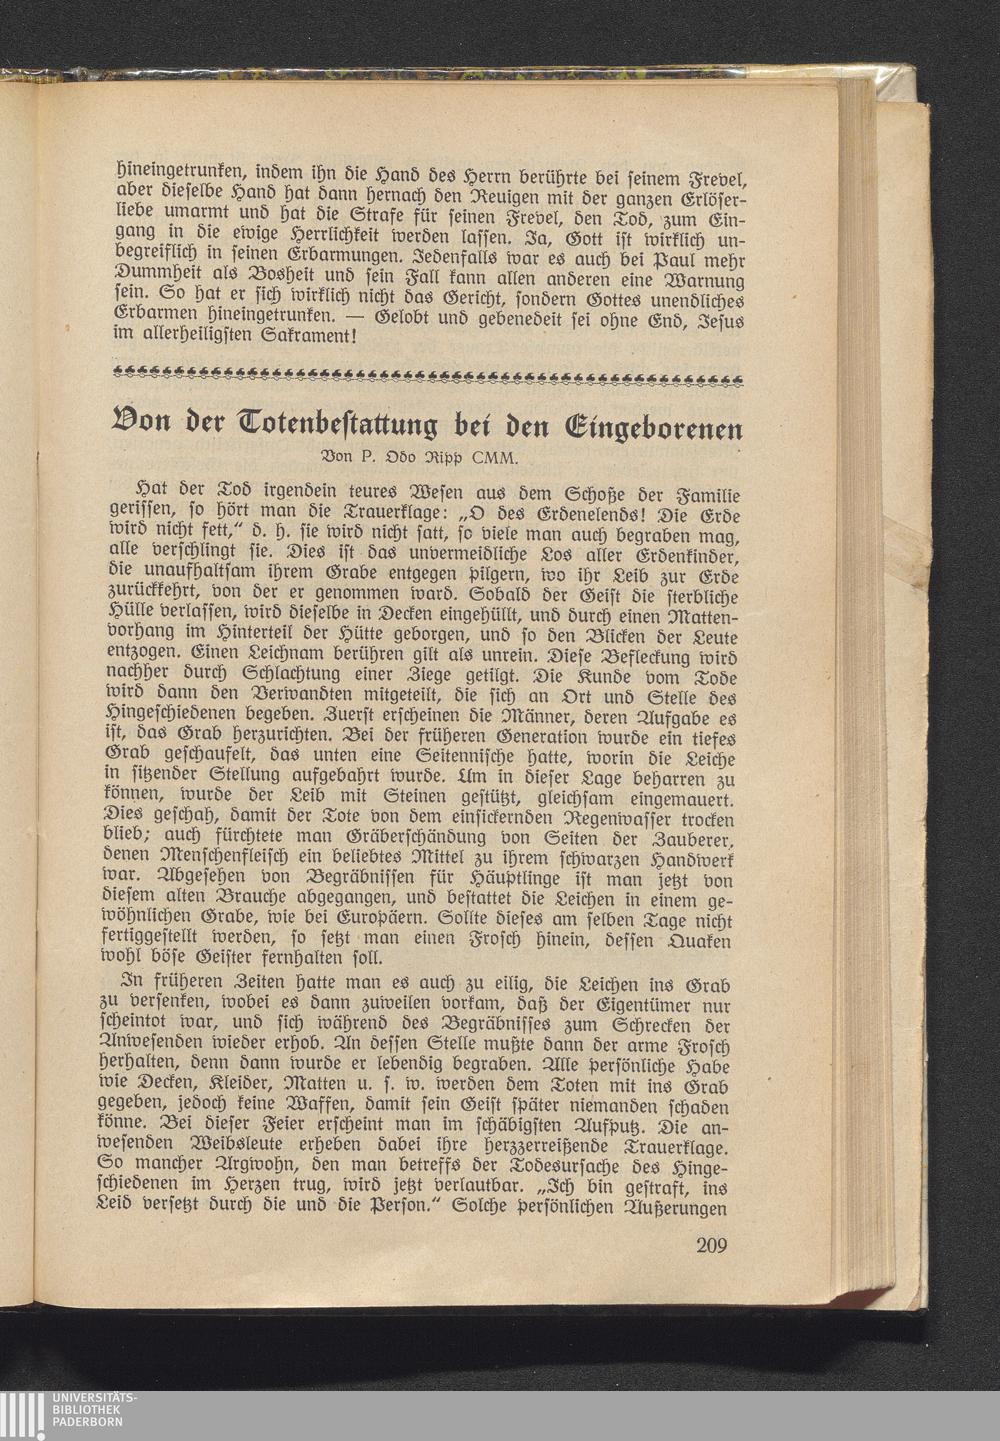 hineingetrunken, indem ihn die Hand des Herrn berührte bei seinem Frevel,
aber dieselbe Hand hat dann hernach den Reuigen mit der ganzen Erlöser-
liebe umarmt und hat die Strafe für seinen Frevel, den Tod, zum Ein-
gang in die ewige Herrlichkeit werden lassen. Ja, Gott ist wirklich un-
begreiflich in seinen Erbarmungen. Jedenfalls war es auch bei Paul mehr
Dummheit als Bosheit und sein Fall kann allen anderen eine Warnung
sein. So hat er sich wirklich nicht das Gericht, sondern Gottes unendliches
Erbarmen hineingetrunken. — Gelobt und gebenedeit sei ohne End, Jesus
im allerheiligsten Sakrament!
Von der Totenbestattung bei den Eingeborenen
Von P. Odo Ripp CMM.
Hat der Tod irgendein teures Wesen aus dem Schoße der Familie
gerissen, so hört man die Trauerklage: „O des Erdenelends! Die Erde
wird nicht fett,“ d. h. sie wird nicht satt, so viele man auch begraben mag,
alle verschlingt sie. Dies ist das unvermeidliche Los aller Erdenkinder,
die unaufhaltsam ihrem Grabe entgegen pilgern, wo ihr Leib zur Erde
zurückkehrt, von der er genommen ward. Sobald der Geist die sterbliche
Hülle verlassen, wird dieselbe in Decken eingehüllt, und durch einen Matten-
vorhang im Hinterteil der Hütte geborgen, und so den Blicken der Leute
entzogen. Einen Leichnam berühren gilt als unrein. Diese Befleckung wird
nachher durch Schlachtung einer Ziege getilgt. Die Kunde vom Tode
wird dann den Verwandten mitgeteilt, die sich an Ort und Stelle des
Hingeschiedenen begeben. Zuerst erscheinen die Männer, deren Aufgabe es
ist, das Grab herzurichten. Bei der früheren Generation wurde ein tiefes
Grab geschaufelt, das unten eine Seitennische hatte, worin die Leiche
in sitzender Stellung aufgebahrt wurde. Um in dieser Lage beharren zu
können, wurde der Leib mit Steinen gestützt, gleichsam eingemauert.
Dies geschah, damit der Tote von dem einsickernden Regenwasser trocken
blieb; auch fürchtete man Gräberschändung von Seiten der Zauberer,
denen Menschenfleisch ein beliebtes Mittel zu ihrem schwarzen Handwerk
war. Abgesehen von Begräbnissen für Häuptlinge ist man jetzt von
diesem alten Brauche abgegangen, und bestattet die Leichen in einem ge-
wöhnlichen Grabe, wie bei Europäern. Sollte dieses am selben Tage nicht
fertiggestellt werden, so setzt man einen Frosch hinein, dessen Quaken
wohl böse Geister fernhalten soll.
In früheren Zeiten hatte man es auch zu eilig, die Leichen ins Grab
zu versenken, wobei es dann zuweilen vorkam, daß der Eigentümer nur
scheintot war, und sich während des Begräbnisses zum Schrecken der
Anwesenden wieder erhob. An dessen Stelle mußte dann der arme Frosch
herhalten, denn dann wurde er lebendig begraben. Alle persönliche Habe
wie Decken, Kleider, Matten u. s. w. werden dem Toten mit ins Grab
gegeben, jedoch keine Waffen, damit sein Geist später niemanden schaden
könne. Bei dieser Feier erscheint man im schäbigsten Aufputz. Die an-
wesenden Weibsleute erheben dabei ihre herzzerreißende Trauerklage.
So mancher Argwohn, den man betreffs der Todesursache des Hinge-
schiedenen im Herzen trug, wird jetzt verlautbar. „Ich bin gestraft, ins
Leid versetzt durch die und die Person.“ Solche persönlichen Äußerungen
209
UNIVERSITÄTS-
BIBLIOTHEK
PADERBORN